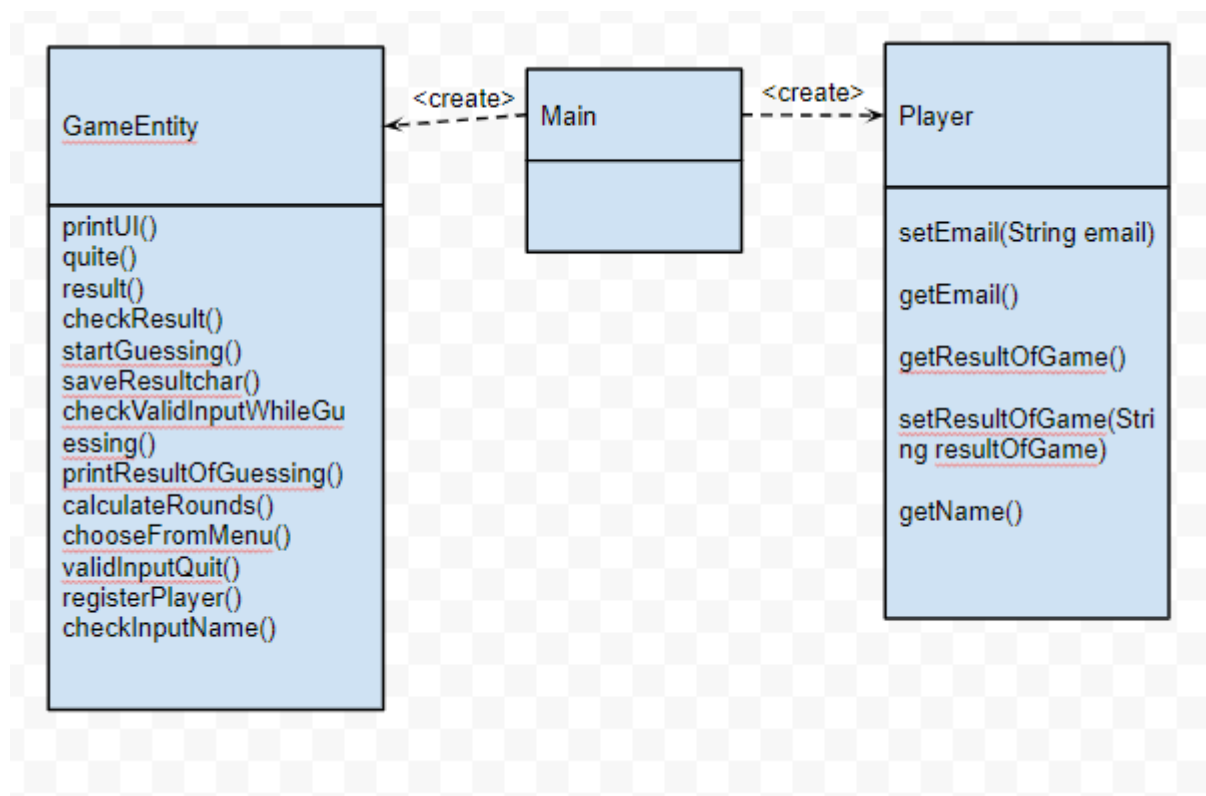 GameEntity
printUI()
quite()
result()
checkResult()
startGuessing()
saveResultchar()
checkValidInputWhileGu
essing()
printResultOfGuessing()
calculateRounds()
chooseFromMenu()
validInputQuit()
registerPlayer()
checkInputName()
<create>
Main
<create>
Player
setEmail(String email)
getEmail()
getResultOfGame()
setResultOfGame(Stri
ng resultOfGame)
getName()